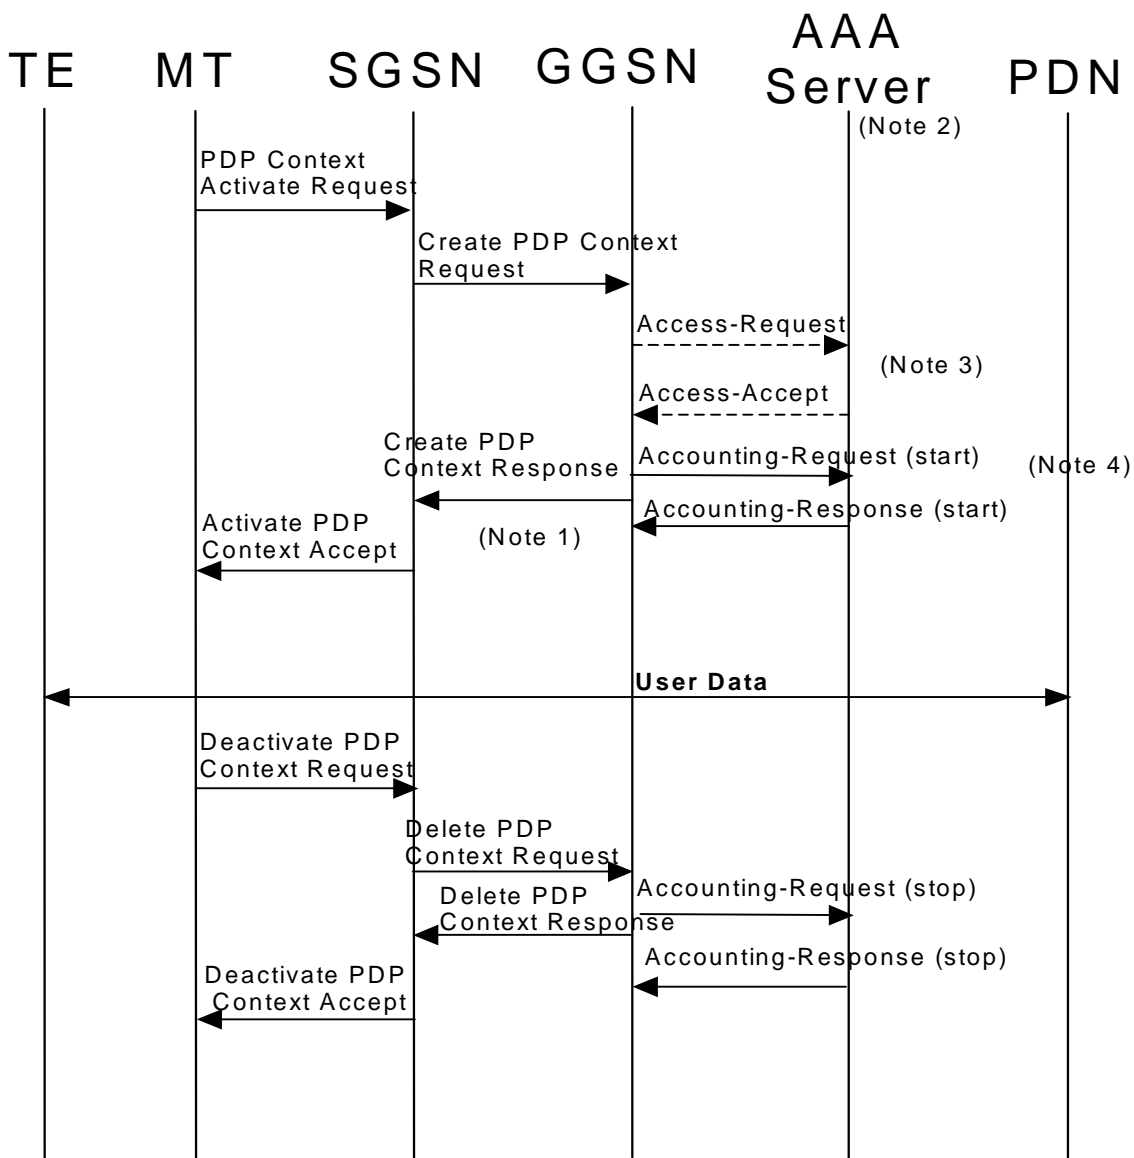 TE
MT
SGSN
GGSN
AAA
Server
PDN
(Note 2)
PDP Context
Activate Request
Create PDP Context
Request
Access-Request
(Note 3)
Access-Accept
Create PDP
Context Response
Accounting-Request (start)
(Note 4)
Accounting-Response (start)
Activate PDP
Context Accept
(Note 1)
User Data
Deactivate PDP
Context Request
Delete PDP
Context Request
Accounting-Request (stop)
Delete PDP
Context Response
Accounting-Response (stop)
Deactivate PDP
Context Accept